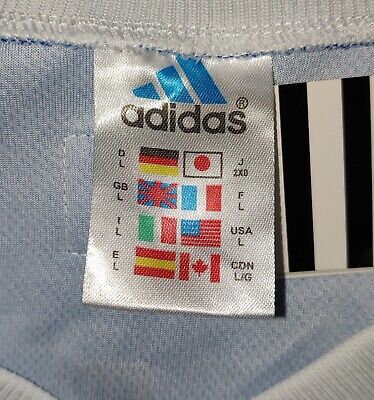 adidas®
D L J 2XO
GB L F L
I L USA L
E L CDN L/G